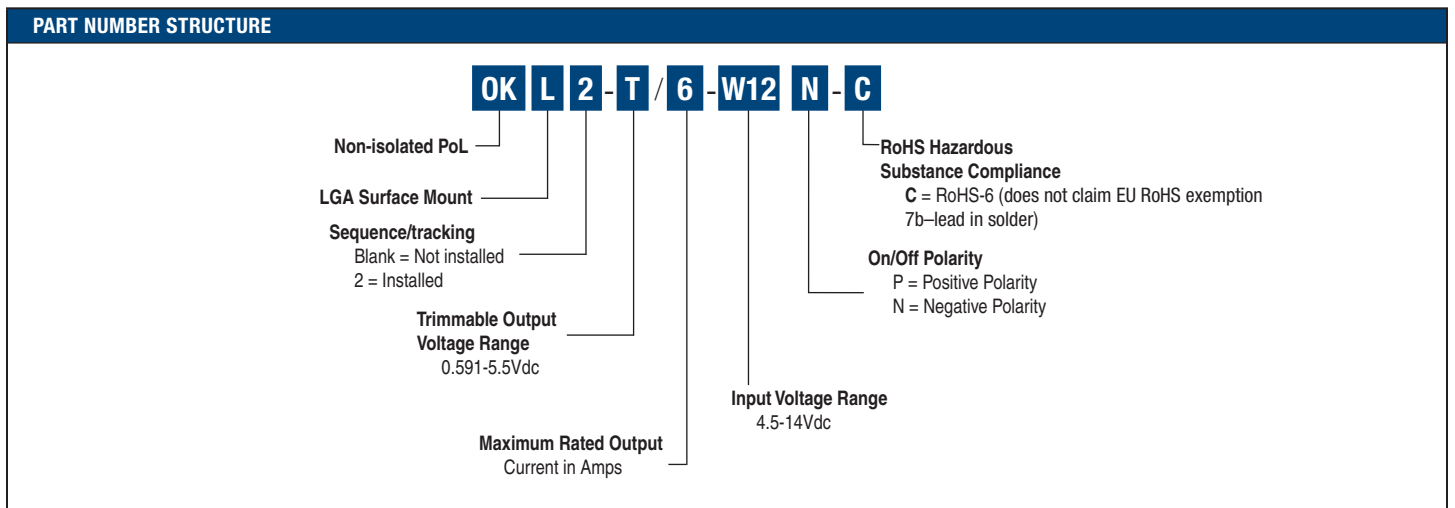 PART NUMBER STRUCTURE
OK L 2 - T / 6 - W12 N - C
Non-isolated PoL
LGA Surface Mount
Sequence/tracking
Blank = Not installed
2 = Installed
Trimmable Output
Voltage Range
0.591-5.5Vdc
Maximum Rated Output
Current in Amps
RoHS Hazardous
Substance Compliance
C = RoHS-6 (does not claim EU RoHS exemption
7b–lead in solder)
On/Off Polarity
P = Positive Polarity
N = Negative Polarity
Input Voltage Range
4.5-14Vdc